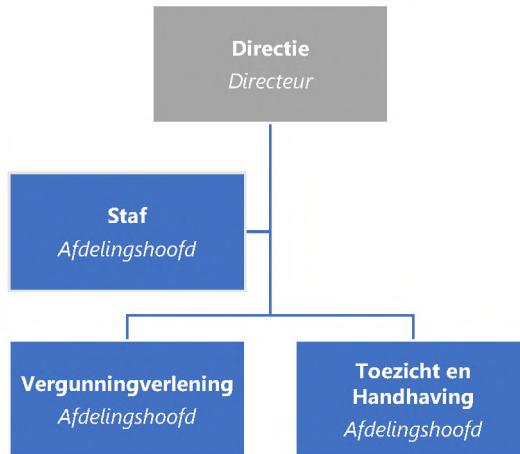 Directie
Directeur
Staf
Afdelingshoofd
Vergunningverlening
Afdelingshoofd
Toezicht en
Handhaving
Afdelingshoofd